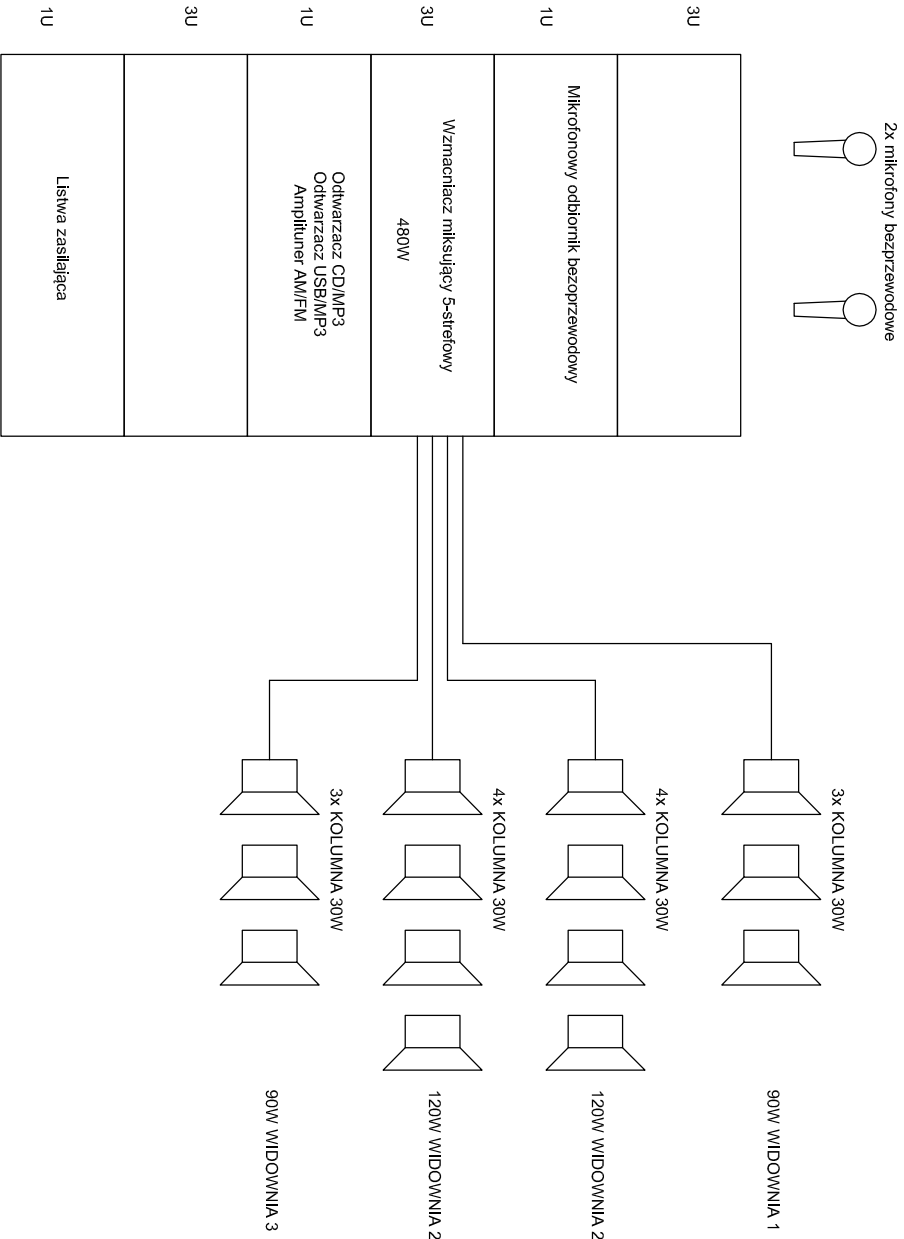 2x mikrofony bezprzewodowe
3U
1U
Mikrofonowy odbiornik bezoprzewodowy
3U
Wzmacniacz miksujący 5-strefowy
480W
1U
Odtwarzacz CD/MP3
Odtwarzacz USB/MP3
Amplituner AM/FM
3U
1U
Listwa zasilająca
3x KOLUMNA 30W
90W WIDOWNIA 1
4x KOLUMNA 30W
120W WIDOWNIA 2
4x KOLUMNA 30W
120W WIDOWNIA 2
3x KOLUMNA 30W
90W WIDOWNIA 3